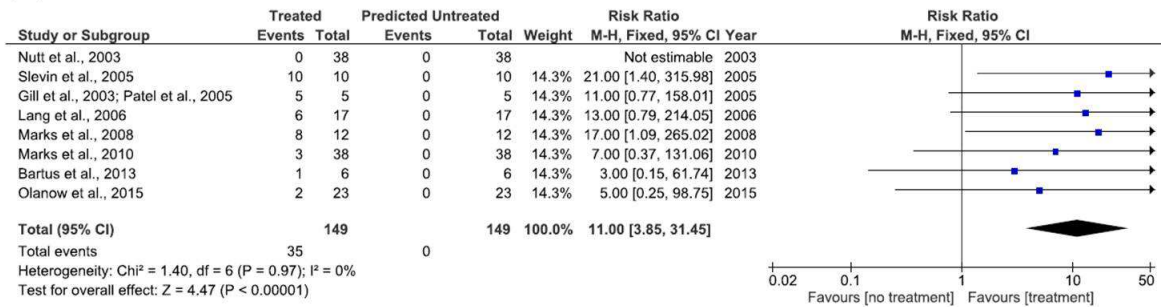 Treated Predicted Untreated Risk Ratio Risk Ratio
Study or Subgroup Events Total Events Total Weight M-H, Fixed, 95% CI Year M-H, Fixed, 95% CI
Nutt et al., 2003 0 38 0 38 Not estimable 2003
Slevin et al., 2005 10 10 0 10 14.3% 21.00 [1.40, 315.98] 2005
Gill et al., 2003; Patel et al., 2005 5 5 0 5 14.3% 11.00 [0.77, 158.01] 2005
Lang et al., 2006 6 17 0 17 14.3% 13.00 [0.79, 214.05] 2006
Marks et al., 2008 8 12 0 12 14.3% 17.00 [1.09, 265.02] 2008
Marks et al., 2010 3 38 0 38 14.3% 7.00 [0.37, 131.06] 2010
Bartus et al., 2013 1 6 0 6 14.3% 3.00 [0.15, 61.74] 2013
Olanow et al., 2015 2 23 0 23 14.3% 5.00 [0.25, 98.75] 2015
Total (95% CI) 149 149 100.0% 11.00 [3.85, 31.45]
Total events 35 0
Heterogeneity: Chi² = 1.40, df = 6 (P = 0.97); I² = 0%
Test for overall effect: Z = 4.47 (P < 0.00001)
0.02 0.1 1 10 50
Favours [no treatment] Favours [treatment]